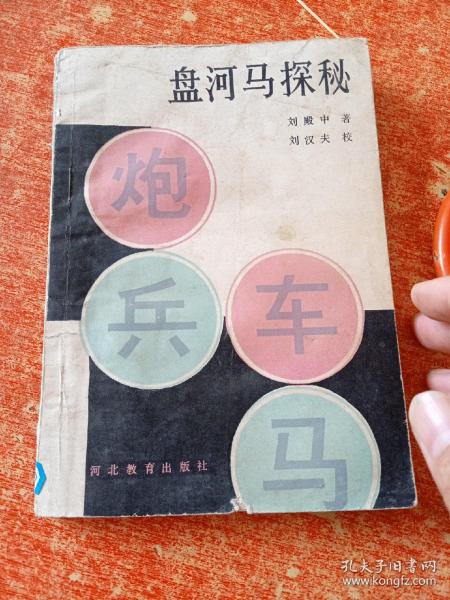 盘河马探秘
刘殿中 著
刘汉夫 校
炮
兵
车
马
河北教育出版社
孔夫子旧书网
www.kongfz.com